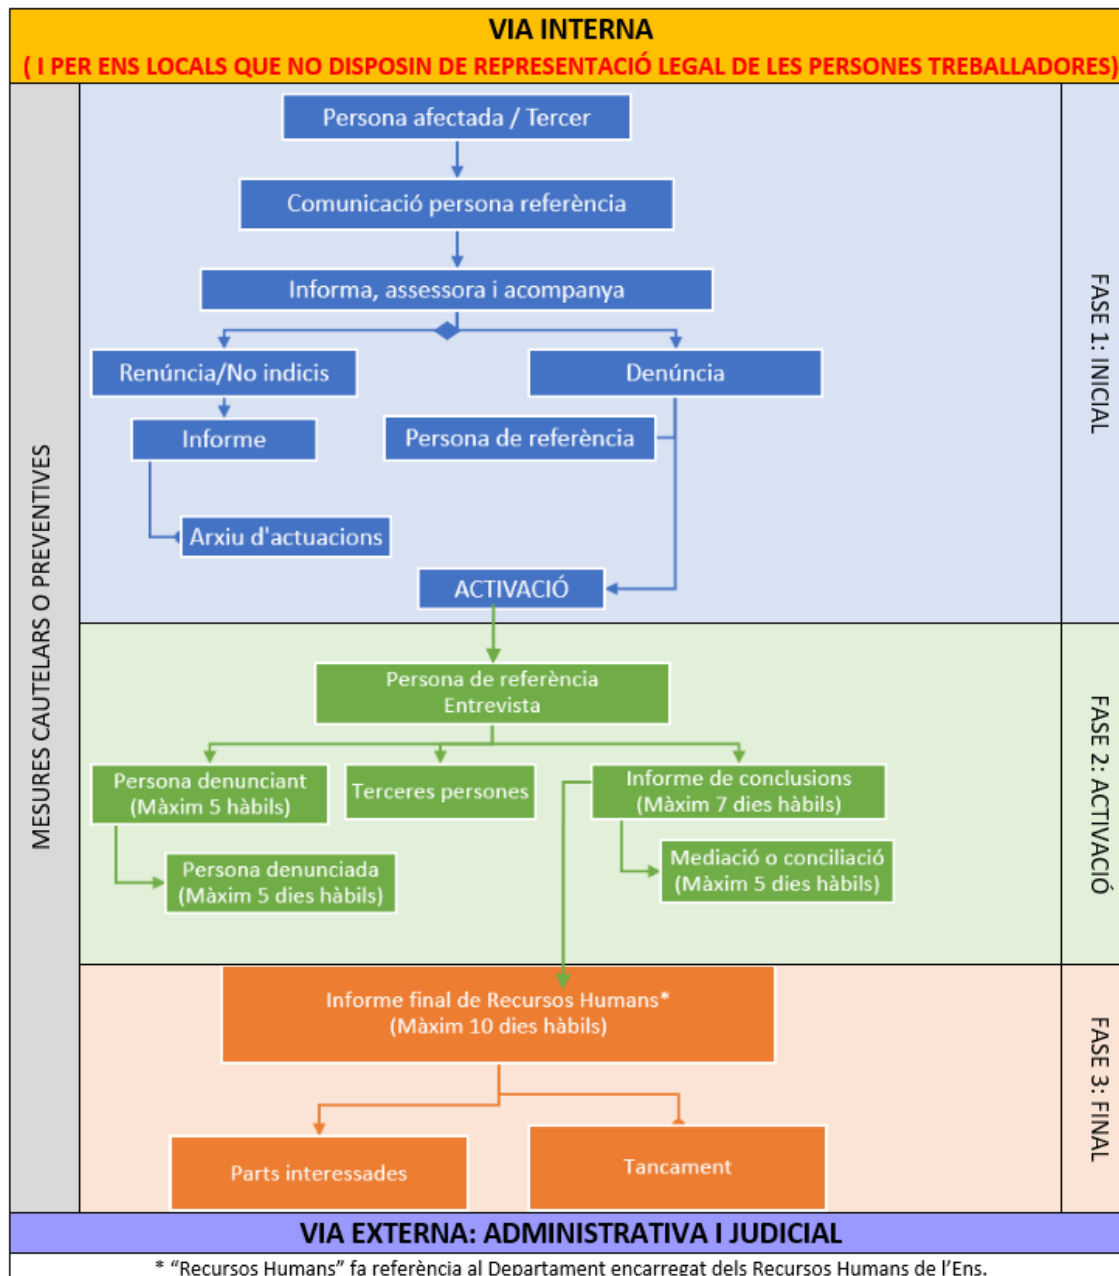 VIA INTERNA
( I PER ENS LOCALS QUE NO DISPOSIN DE REPRESENTACIÓ LEGAL DE LES PERSONES TREBALLADORES)
MESURES CAUTELARS O PREVENTIVES
FASE 1: INICIAL
Persona afectada / Tercer
Comunicació persona referència
Informa, assessora i acompanya
Renúncia/No indicis
Denúncia
Informe
Persona de referència
Arxiu d'actuacions
ACTIVACIÓ
FASE 2: ACTIVACIÓ
Persona de referència
Entrevista
Persona denunciant
(Màxim 5 hàbils)
Terceres persones
Informe de conclusions
(Màxim 7 dies hàbils)
Persona denunciada
(Màxim 5 dies hàbils)
Mediació o conciliació
(Màxim 5 dies hàbils)
FASE 3: FINAL
Informe final de Recursos Humans*
(Màxim 10 dies hàbils)
Parts interessades
Tancament
VIA EXTERNA: ADMINISTRATIVA I JUDICIAL
* “Recursos Humans” fa referència al Departament encarregat dels Recursos Humans de l’Ens.